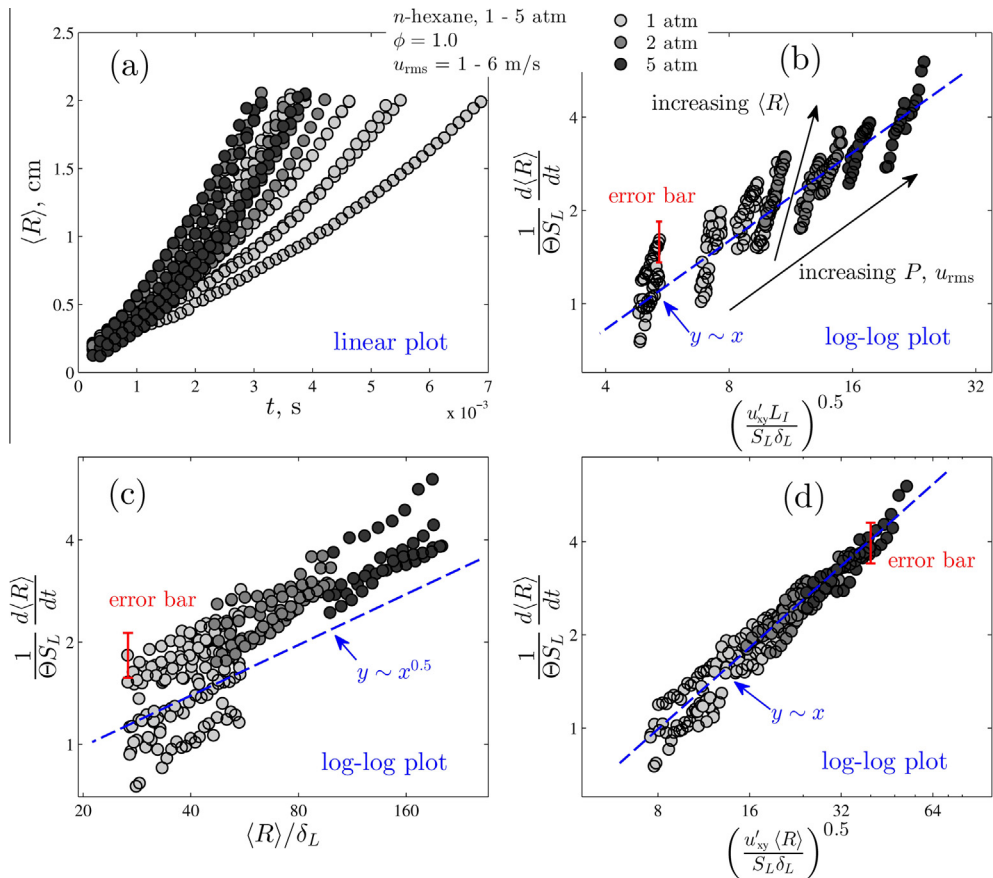 n-hexane, 1 - 5 atm
ϕ = 1.0
u_rms = 1 - 6 m/s
1 atm
2 atm
5 atm
(a)
2.5
2
1.5
1
0.5
0
⟨R⟩, cm
linear plot
0 1 2 3 4 5 6 7
t, s
x 10⁻³
(b)
increasing ⟨R⟩
error bar
increasing P, u_rms
y ∼ x
log-log plot
4
2
1
1/(ΘS_L) d⟨R⟩/dt
4 8 16 32
(u'_xy L_I / S_L δ_L)^0.5
(c)
error bar
y ∼ x^0.5
log-log plot
4
2
1
1/(ΘS_L) d⟨R⟩/dt
20 40 80 160
⟨R⟩/δ_L
(d)
error bar
y ∼ x
log-log plot
4
2
1
1/(ΘS_L) d⟨R⟩/dt
8 16 32 64
(u'_xy ⟨R⟩ / S_L δ_L)^0.5